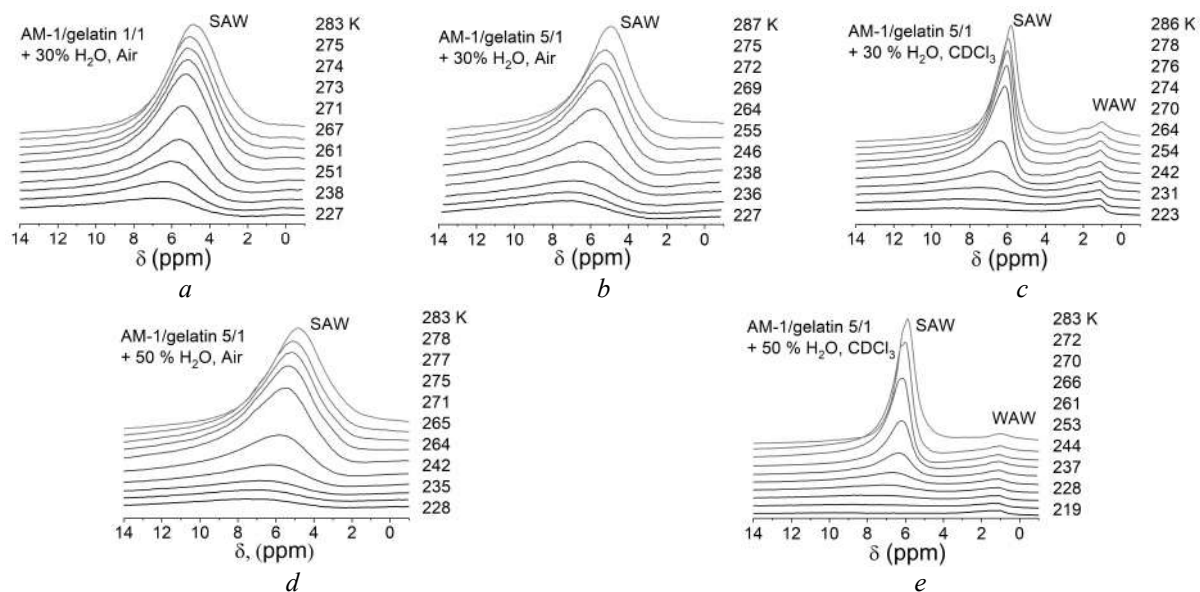 AM-1/gelatin 1/1
+ 30% H₂O, Air
SAW
283 K
275
274
273
271
267
261
251
238
227
14 12 10 8 6 4 2 0
δ (ppm)
a
AM-1/gelatin 5/1
+ 30% H₂O, Air
SAW
287 K
275
272
269
264
255
246
238
236
227
14 12 10 8 6 4 2 0
δ (ppm)
b
AM-1/gelatin 5/1
+ 30 % H₂O, CDCl₃
SAW
WAW
286 K
278
276
274
270
264
254
242
231
223
14 12 10 8 6 4 2 0
δ (ppm)
c
AM-1/gelatin 5/1
+ 50 % H₂O, Air
SAW
283 K
278
277
275
271
265
264
242
235
228
14 12 10 8 6 4 2 0
δ, (ppm)
d
AM-1/gelatin 5/1
+ 50 % H₂O, CDCl₃
SAW
WAW
283 K
272
270
266
261
253
244
237
228
219
14 12 10 8 6 4 2 0
δ (ppm)
e